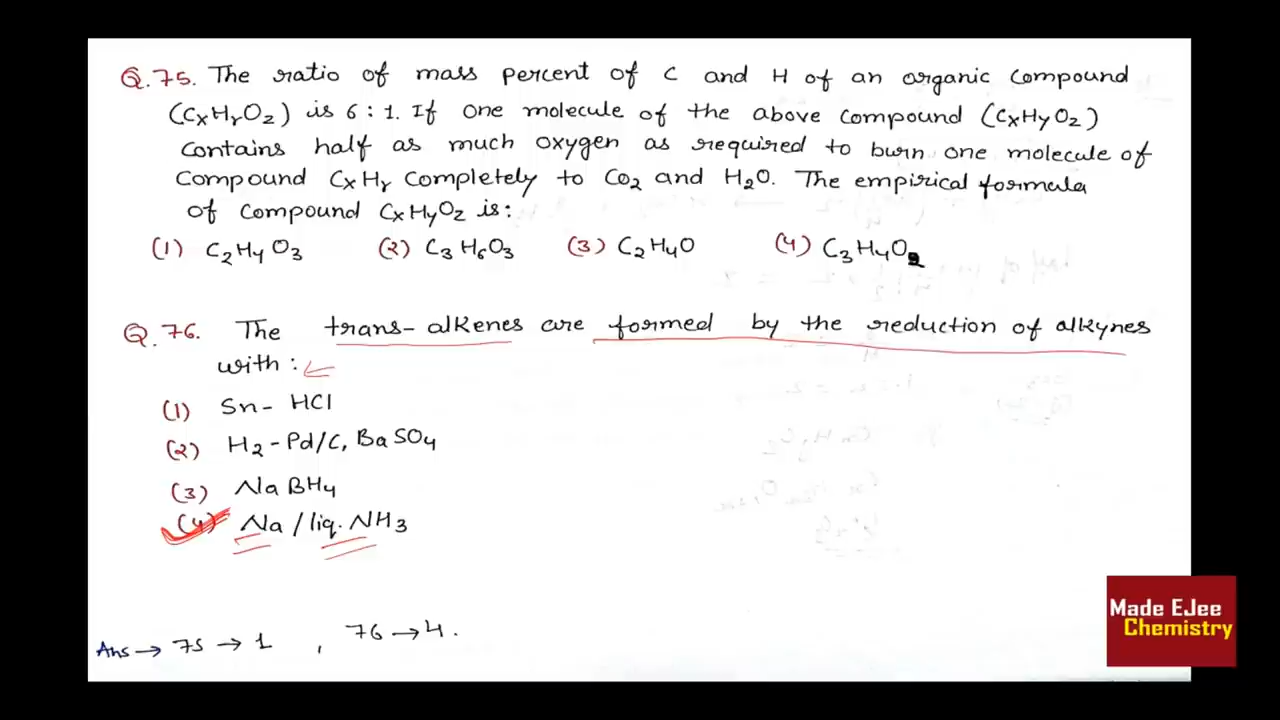 Q.75. The ratio of mass percent of C and H of an organic compound
(CxHyO2) is 6:1. If one molecule of the above compound (CxHyO2)
contains half as much oxygen as required to burn one molecule of
Compound CxHy completely to CO2 and H2O. The empirical formula
of compound CxHyO2 is:
(1) C2H4O3 (2) C3H6O3 (3) C2H4O (4) C3H4O2
Q.76. The trans-alkenes are formed by the reduction of alkynes
with:
(1) Sn-HCl
(2) H2-Pd/C, BaSO4
(3) NaBH4
(4) Na/liq. NH3
Ans → 75 → 1 , 76 → 4.
Made EJee
Chemistry